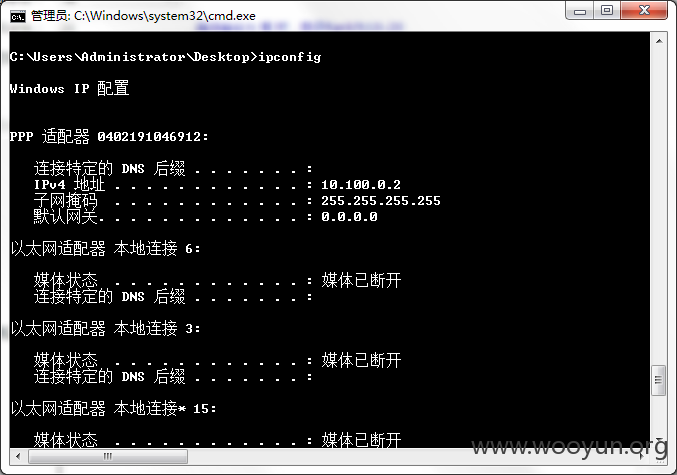 管理员: C:\Windows\system32\cmd.exe
C:\Users\Administrator\Desktop>ipconfig
Windows IP 配置
PPP 适配器 0402191046912:
连接特定的 DNS 后缀 . . . . . . . :
IPv4 地址 . . . . . . . . . . . . : 10.100.0.2
子网掩码 . . . . . . . . . . . . : 255.255.255.255
默认网关. . . . . . . . . . . . . : 0.0.0.0
以太网适配器 本地连接 6:
媒体状态 . . . . . . . . . . . . : 媒体已断开
连接特定的 DNS 后缀 . . . . . . . :
以太网适配器 本地连接 3:
媒体状态 . . . . . . . . . . . . : 媒体已断开
连接特定的 DNS 后缀 . . . . . . . :
以太网适配器 本地连接* 15:
媒体状态 . . . . . . . . . . . . : 媒体已断开
www.wooyun.org